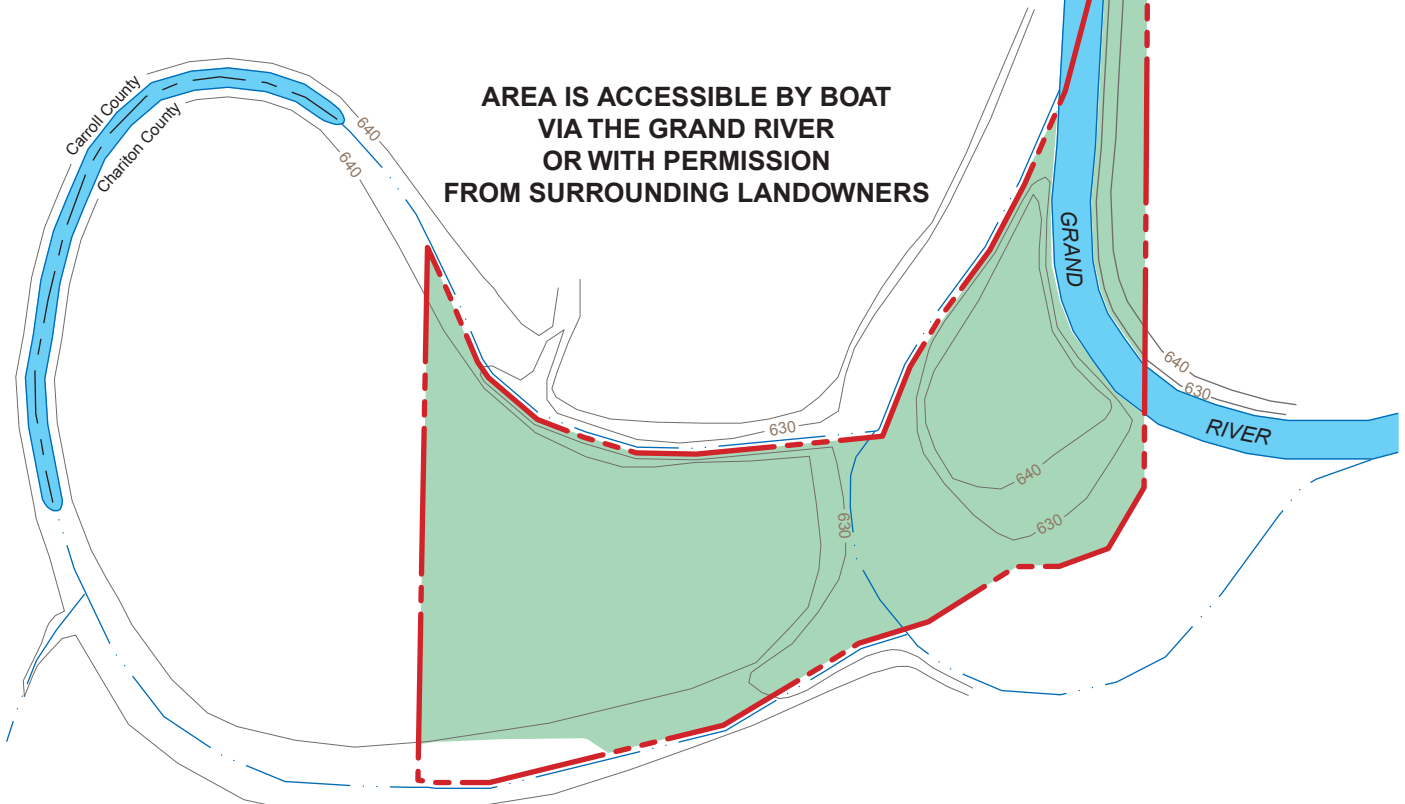 AREA IS ACCESSIBLE BY BOAT
VIA THE GRAND RIVER
OR WITH PERMISSION
FROM SURROUNDING LANDOWNERS
Carroll County
Chariton County
640
640
GRAND
RIVER
640
630
630
630
640
630